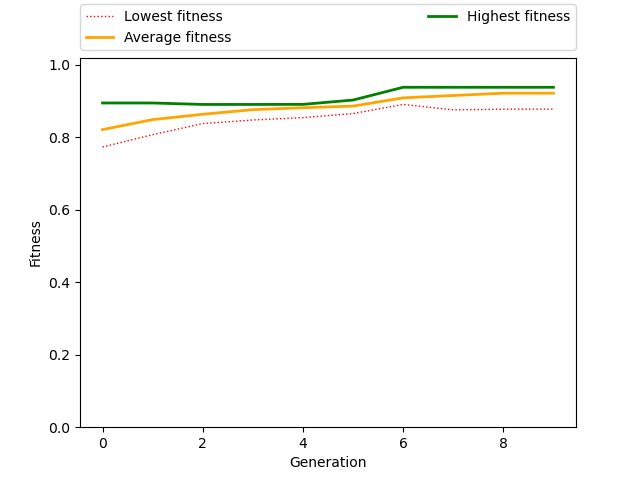 Lowest fitness
Average fitness
Highest fitness
1.0
0.8
0.6
0.4
0.2
0.0
Fitness
0 2 4 6 8
Generation